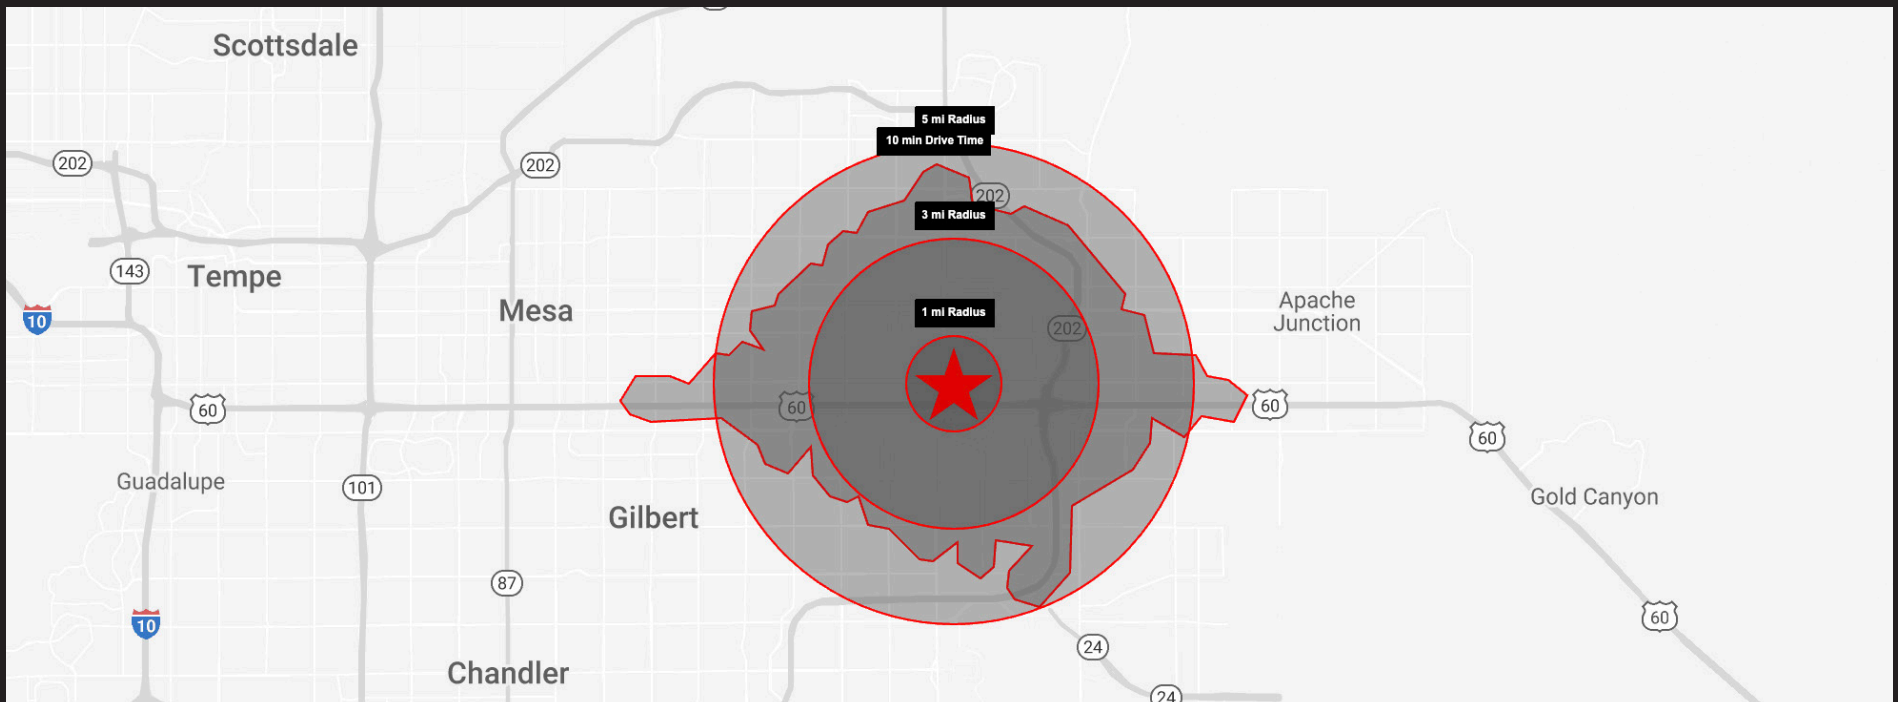 Scottsdale
5 mi Radius
10 min Drive Time
202
202
202
3 mi Radius
143
Tempe
Mesa
1 mi Radius
Apache
Junction
10
202
60
60
60
60
Guadalupe
101
Gold Canyon
Gilbert
87
10
60
24
Chandler
24